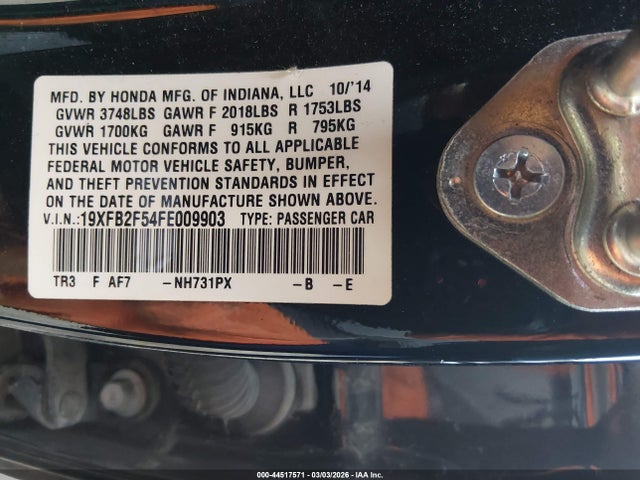 MFD. BY HONDA MFG. OF INDIANA, LLC 10/'14
GVWR 3748LBS GAWR F 2018LBS R 1753LBS
GVWR 1700KG GAWR F 915KG R 795KG
THIS VEHICLE CONFORMS TO ALL APPLICABLE
FEDERAL MOTOR VEHICLE SAFETY, BUMPER,
AND THEFT PREVENTION STANDARDS IN EFFECT
ON THE DATE OF MANUFACTURE SHOWN ABOVE.
V.I.N.:19XFB2F54FE009903 TYPE: PASSENGER CAR
TR3 F AF7 -NH731PX -B -E
000-44517571 - 03/03/2026 - IAA Inc.